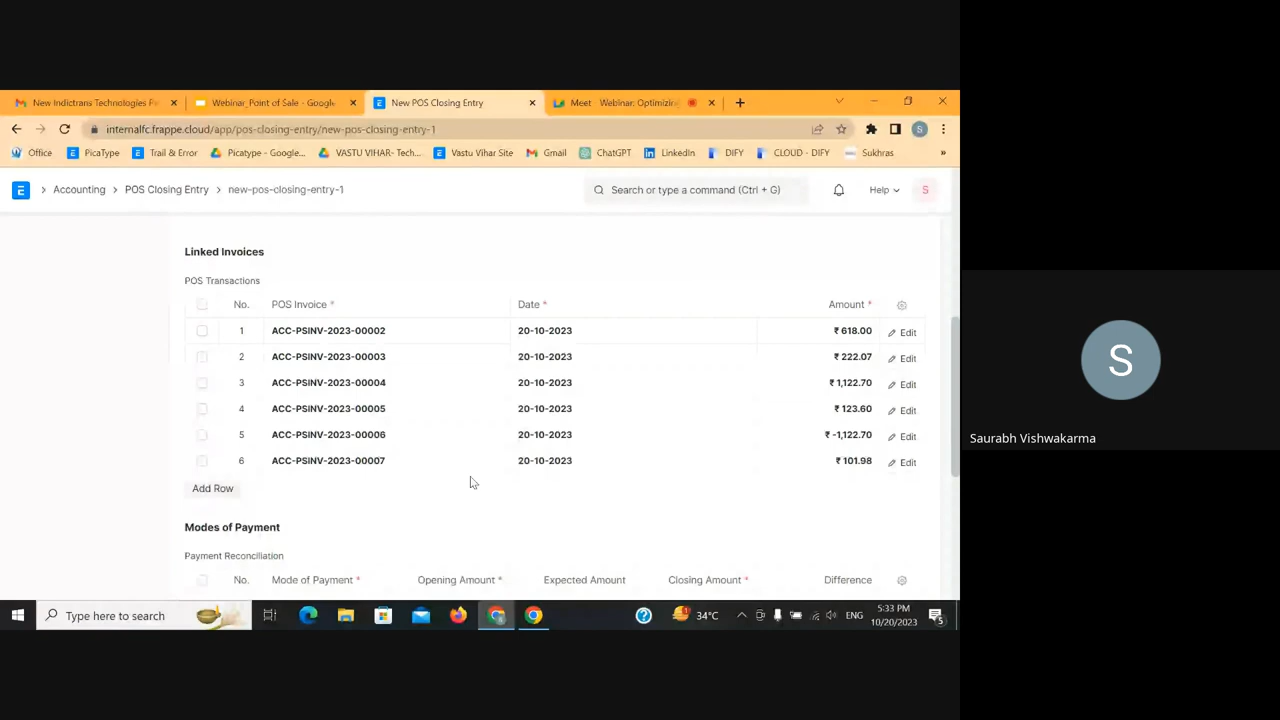 New Indictrans Technologies P
Webinar_Point of Sale - Google
New POS Closing Entry
Meet Webinar: Optimizin
internalfc.frappe.cloud/app/pos-closing-entry/new-pos-closing-entry-1
S
Office PicaType Trail & Error Picatype - Google... VASTU VIHAR- Tech... Vastu Vihar Site Gmail ChatGPT LinkedIn DIFY CLOUD - DIFY Sukhras »
E > Accounting > POS Closing Entry > new-pos-closing-entry-1 Search or type a command (Ctrl + G) Help S
Linked Invoices
POS Transactions
No. POS Invoice * Date * Amount *
1 ACC-PSINV-2023-00002 20-10-2023 ₹ 618.00 Edit
2 ACC-PSINV-2023-00003 20-10-2023 ₹ 222.07 Edit
3 ACC-PSINV-2023-00004 20-10-2023 ₹ 1,122.70 Edit
4 ACC-PSINV-2023-00005 20-10-2023 ₹ 123.60 Edit
5 ACC-PSINV-2023-00006 20-10-2023 ₹ -1,122.70 Edit
6 ACC-PSINV-2023-00007 20-10-2023 ₹ 101.98 Edit
Add Row
Modes of Payment
Payment Reconciliation
No. Mode of Payment * Opening Amount * Expected Amount Closing Amount * Difference
Type here to search
34°C
ENG
5:33 PM
10/20/2023
5
S
Saurabh Vishwakarma